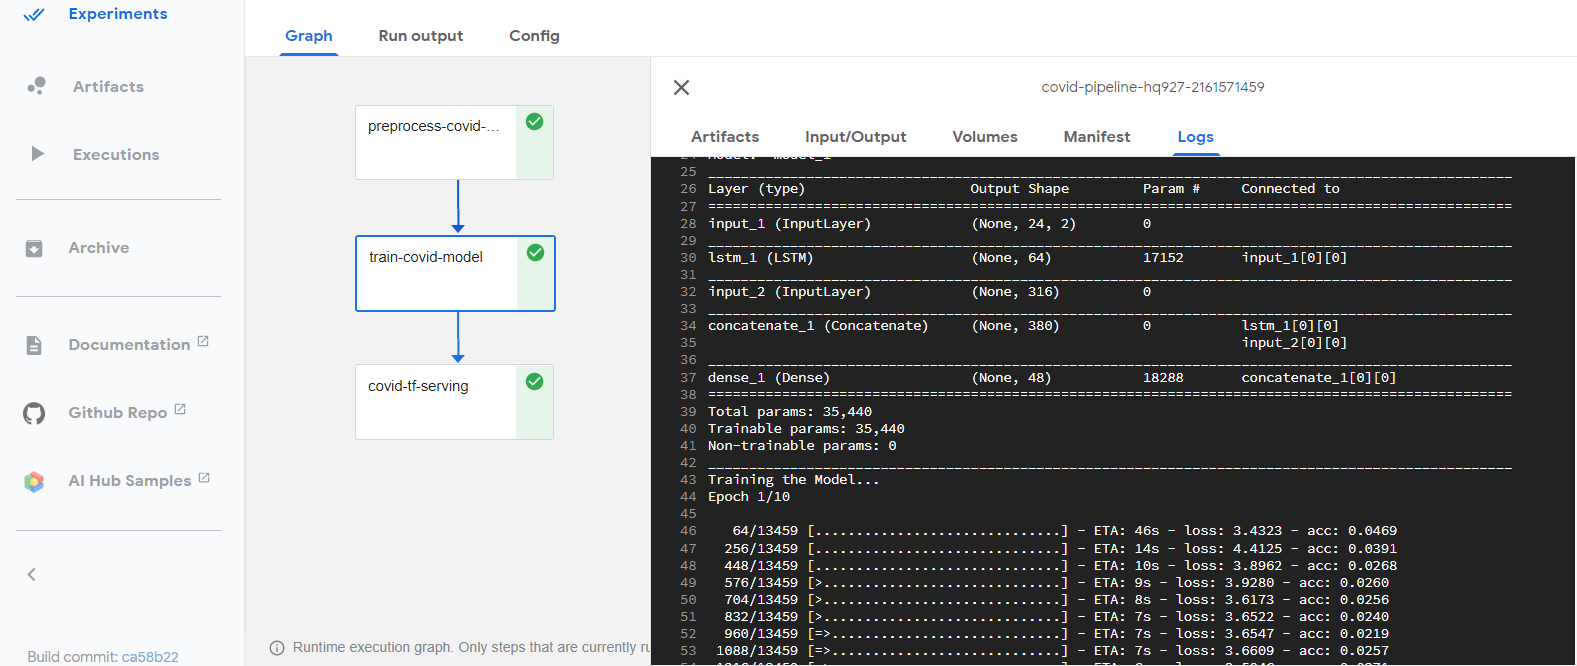 Experiments
Artifacts
Executions
Archive
Documentation
Github Repo
AI Hub Samples
Build commit: ca58b22
Graph Run output Config
preprocess-covid-...
train-covid-model
covid-tf-serving
Runtime execution graph. Only steps that are currently
covid-pipeline-hq927-2161571459
Artifacts Input/Output Volumes Manifest Logs
24 Model: "model_1"
25 __________________________________________________________________________________________________
26 Layer (type) Output Shape Param # Connected to
27 ==================================================================================================
28 input_1 (InputLayer) (None, 24, 2) 0
29 __________________________________________________________________________________________________
30 lstm_1 (LSTM) (None, 64) 17152 input_1[0][0]
31 __________________________________________________________________________________________________
32 input_2 (InputLayer) (None, 316) 0
33 __________________________________________________________________________________________________
34 concatenate_1 (Concatenate) (None, 380) 0 lstm_1[0][0]
35 input_2[0][0]
36 __________________________________________________________________________________________________
37 dense_1 (Dense) (None, 48) 18288 concatenate_1[0][0]
38 ==================================================================================================
39 Total params: 35,440
40 Trainable params: 35,440
41 Non-trainable params: 0
42 __________________________________________________________________________________________________
43 Training the Model...
44 Epoch 1/10
45
46 64/13459 [..............................] - ETA: 46s - loss: 3.4323 - acc: 0.0469
47 256/13459 [..............................] - ETA: 14s - loss: 4.4125 - acc: 0.0391
48 448/13459 [..............................] - ETA: 10s - loss: 3.8962 - acc: 0.0268
49 576/13459 [>.............................] - ETA: 9s - loss: 3.9280 - acc: 0.0260
50 704/13459 [>.............................] - ETA: 8s - loss: 3.6173 - acc: 0.0256
51 832/13459 [>.............................] - ETA: 7s - loss: 3.6522 - acc: 0.0240
52 960/13459 [=>............................] - ETA: 7s - loss: 3.6547 - acc: 0.0219
53 1088/13459 [=>............................] - ETA: 7s - loss: 3.6609 - acc: 0.0257